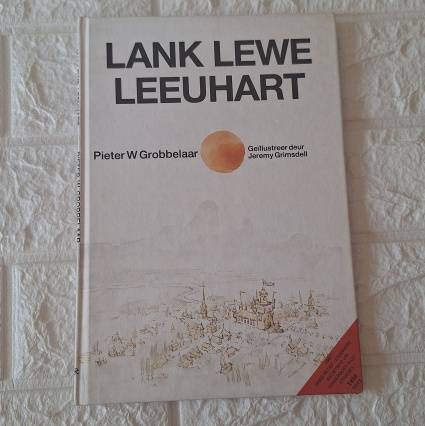 LANK LEWE
LEEUHART
Pieter W Grobbelaar
Geïllustreer deur
Jeremy Grimsdell